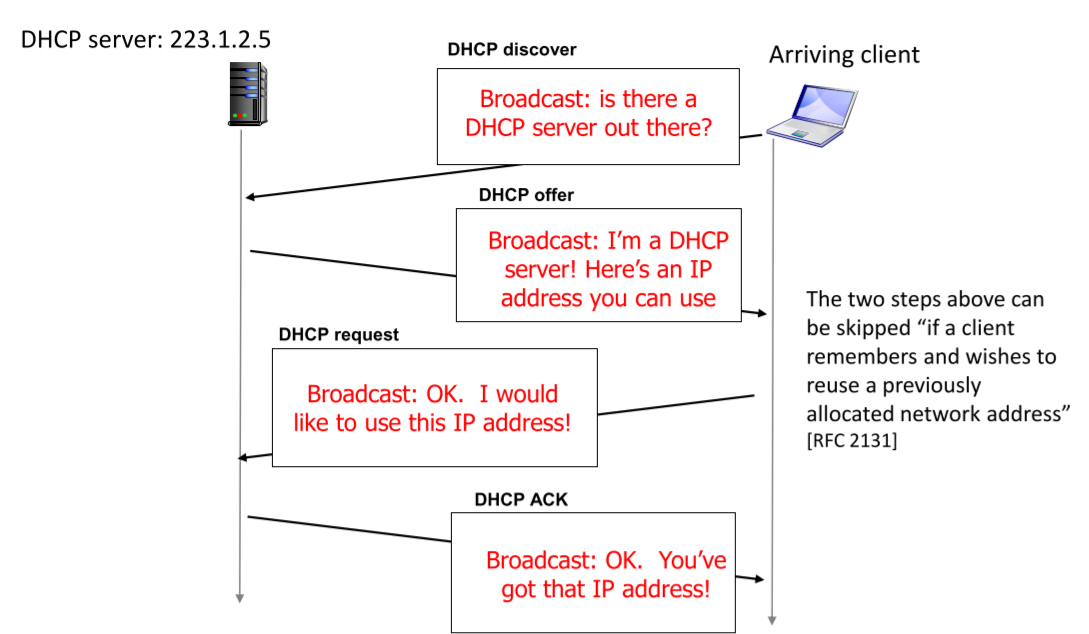 DHCP server: 223.1.2.5
DHCP discover
Arriving client
Broadcast: is there a
DHCP server out there?
DHCP offer
Broadcast: I’m a DHCP
server! Here’s an IP
address you can use
The two steps above can
be skipped “if a client
remembers and wishes to
reuse a previously
allocated network address”
[RFC 2131]
DHCP request
Broadcast: OK.  I would
like to use this IP address!
DHCP ACK
Broadcast: OK.  You’ve
got that IP address!